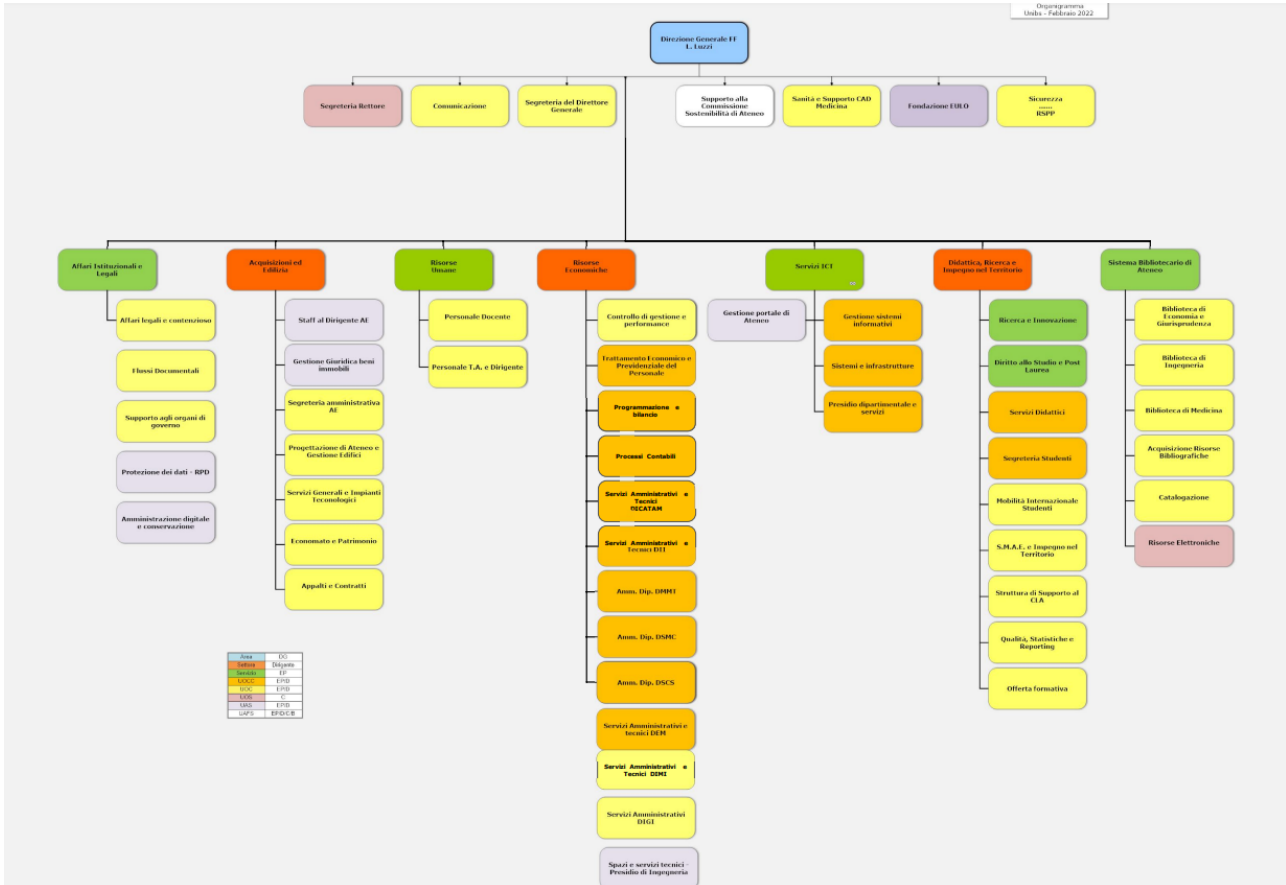 Organigramma
Unibs - Febbraio 2022
Direzione Generale FF
L. Luzzi
Segreteria Rettore
Comunicazione
Segreteria del Direttore
Generale
Supporto alla
Commissione
Sostenibilità di Ateneo
Sanità e Supporto CAD
Medicina
Fondazione EULO
Sicurezza
......
RSPP
Affari Istituzionali e
Legali
Affari legali e contenzioso
Flussi Documentali
Supporto agli organi di
governo
Protezione dei dati - RPD
Amministrazione digitale
e conservazione
Acquisizioni ed
Edilizia
Staff al Dirigente AE
Gestione Giuridica beni
immobili
Segreteria amministrativa
AE
Progettazione di Ateneo e
Gestione Edifici
Servizi Generali e Impianti
Teconologici
Economato e Patrimonio
Appalti e Contratti
Risorse
Umane
Personale Docente
Personale T.A. e Dirigente
Risorse
Economiche
Controllo di gestione e
performance
Trattamento Economico e
Previdenziale del
Personale
Programmazione e
bilancio
Processi Contabili
Servizi Amministrativi e
Tecnici
DICATAM
Servizi Amministrativi e
Tecnici DII
Amm. Dip. DMMT
Amm. Dip. DSMC
Amm. Dip. DSCS
Servizi Amministrativi e
tecnici DEM
Servizi Amministrativi e
Tecnici DIMI
Servizi Amministrativi
DIGI
Spazi e servizi tecnici -
Presidio di Ingegneria
Servizi ICT
Gestione portale di
Ateneo
Gestione sistemi
informativi
Sistemi e infrastrutture
Presidio dipartimentale e
servizi
Didattica, Ricerca e
Impegno nel Territorio
Ricerca e Innovazione
Diritto allo Studio e Post
Laurea
Servizi Didattici
Segreteria Studenti
Mobilità Internazionale
Studenti
S.M.A.E. e Impegno nel
Territorio
Struttura di Supporto al
CLA
Qualità, Statistiche e
Reporting
Offerta formativa
Sistema Bibliotecario di
Ateneo
Biblioteca di
Economia e
Giurisprudenza
Biblioteca di
Ingegneria
Biblioteca di Medicina
Acquisizione Risorse
Bibliografiche
Catalogazione
Risorse Elettroniche
Area DG
Settore Dirigente
Servizio EP
UOCC EP/D
UOC EP/D
UOS C
UAS EP/D